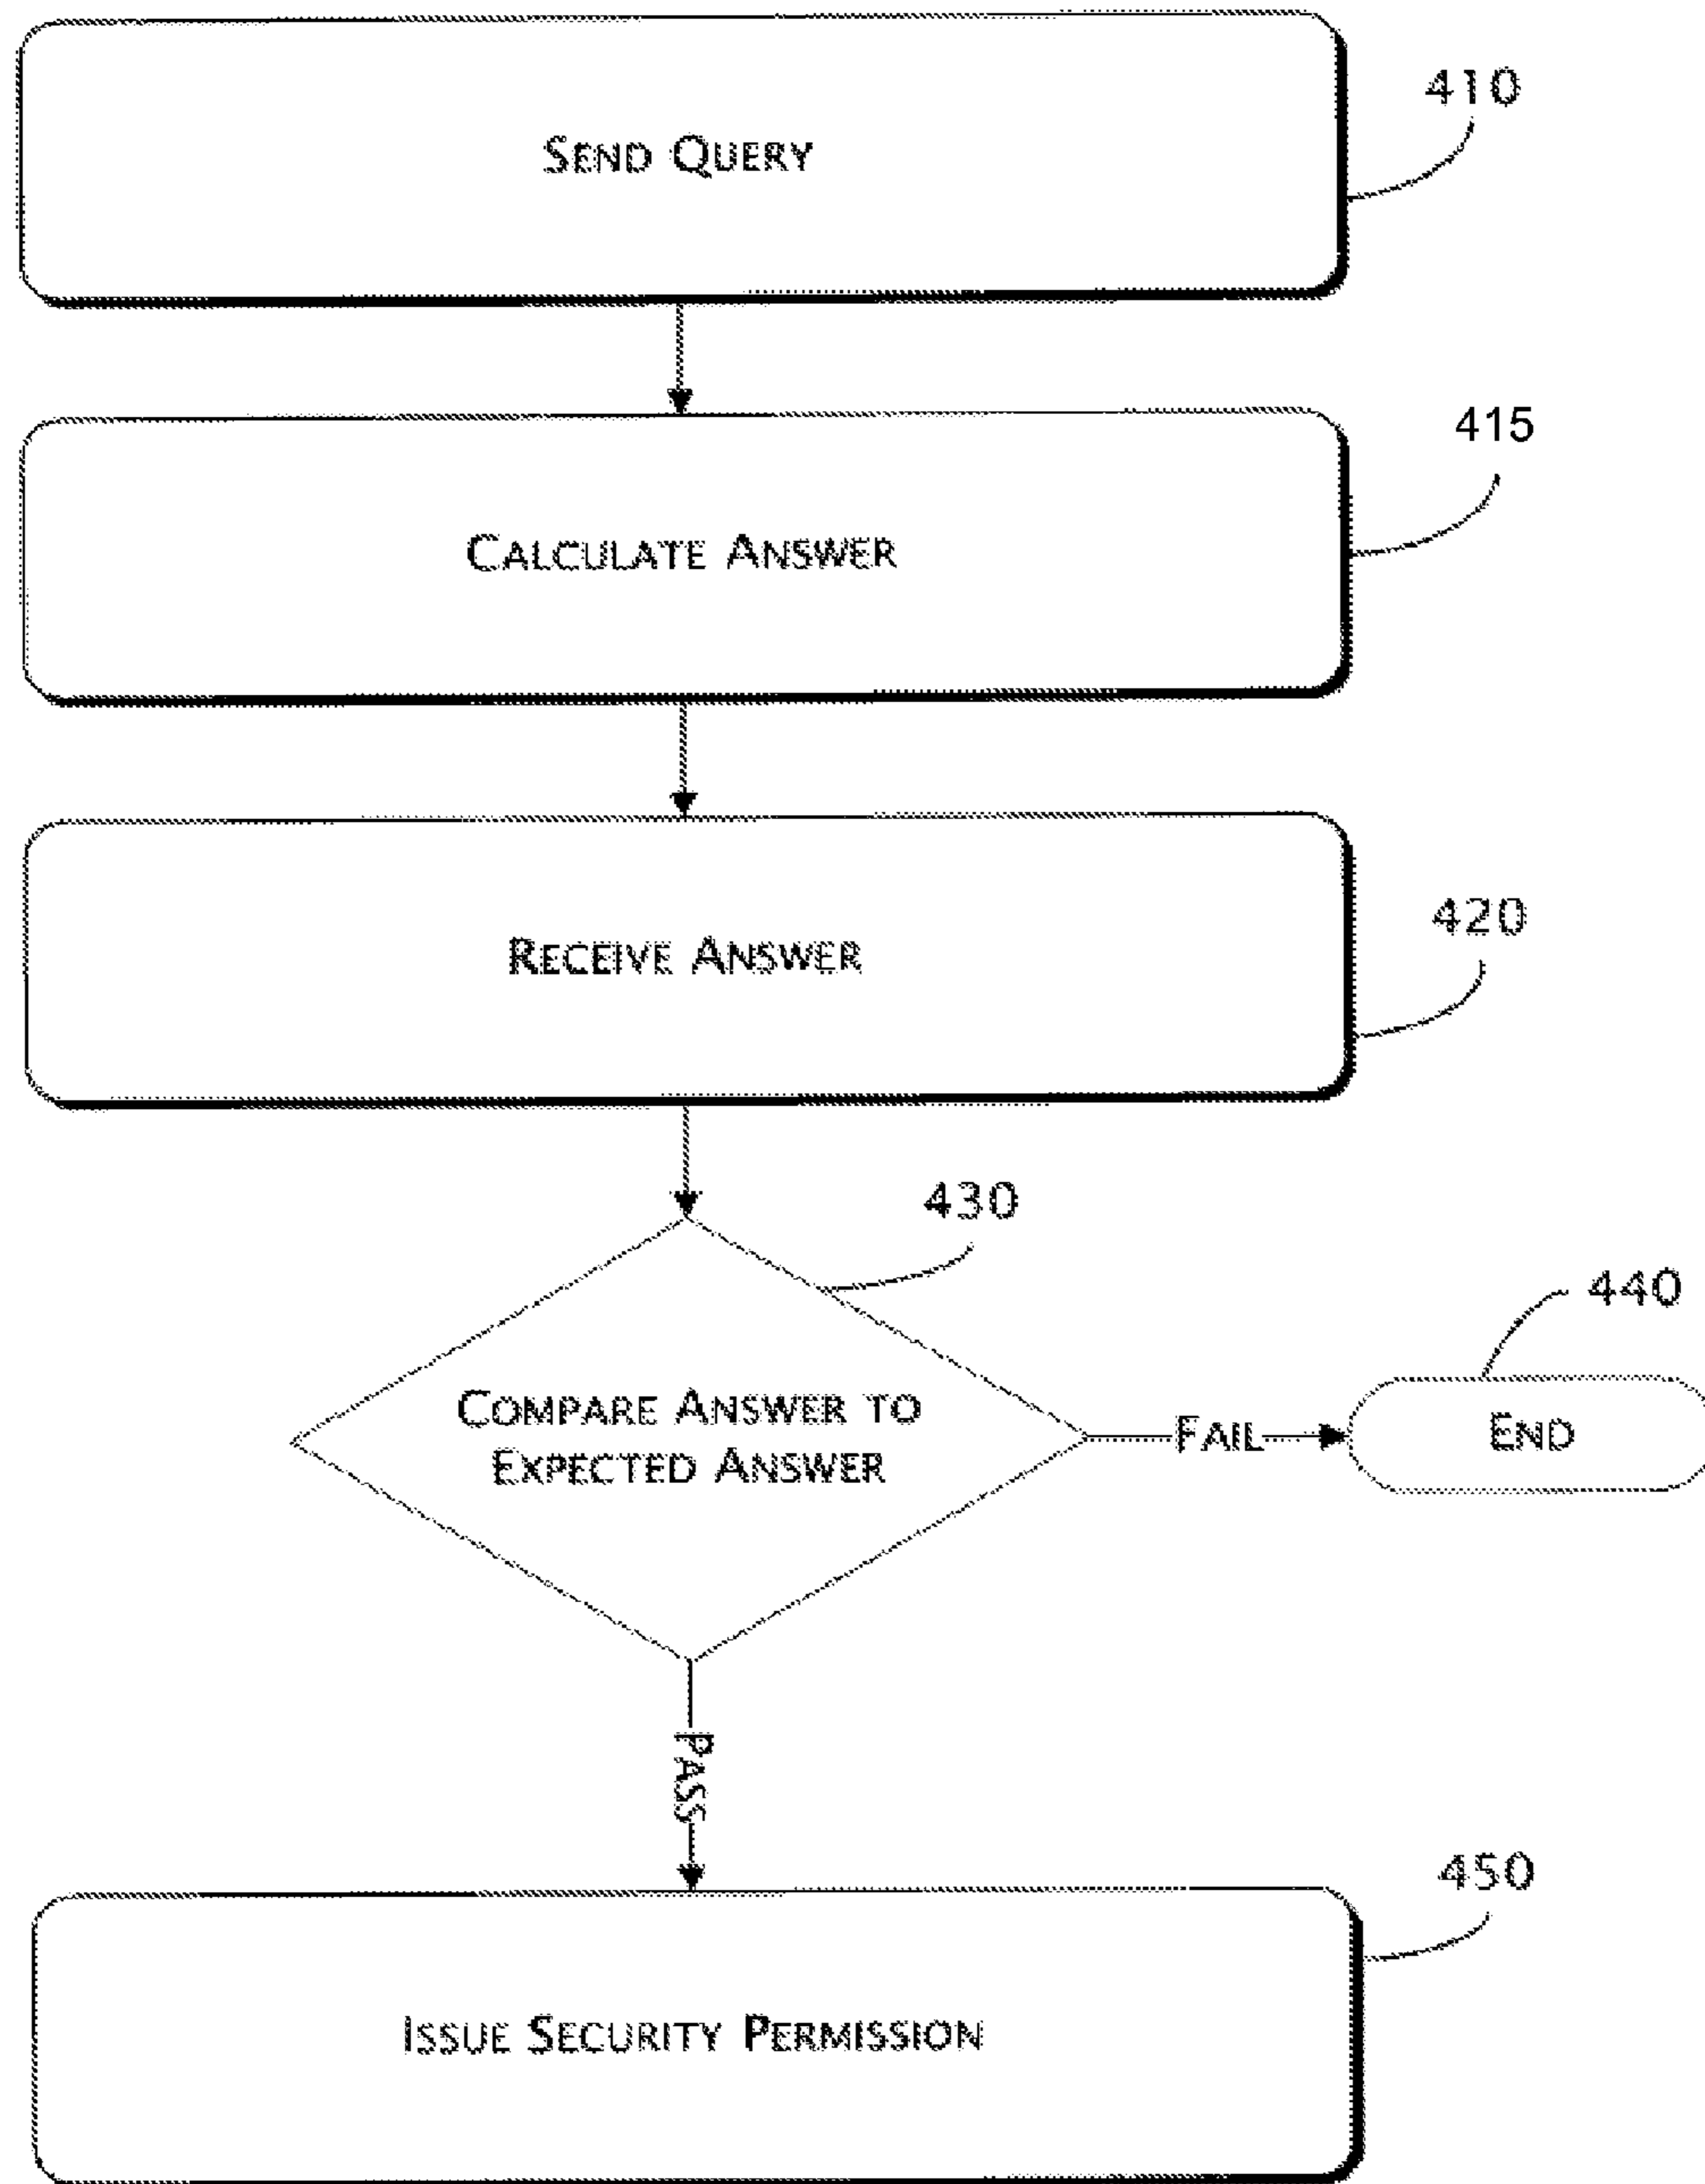 410
SEND QUERY
415
CALCULATE ANSWER
420
RECEIVE ANSWER
430
440
COMPARE ANSWER TO
EXPECTED ANSWER
FAIL
END
PASS
450
ISSUE SECURITY PERMISSION